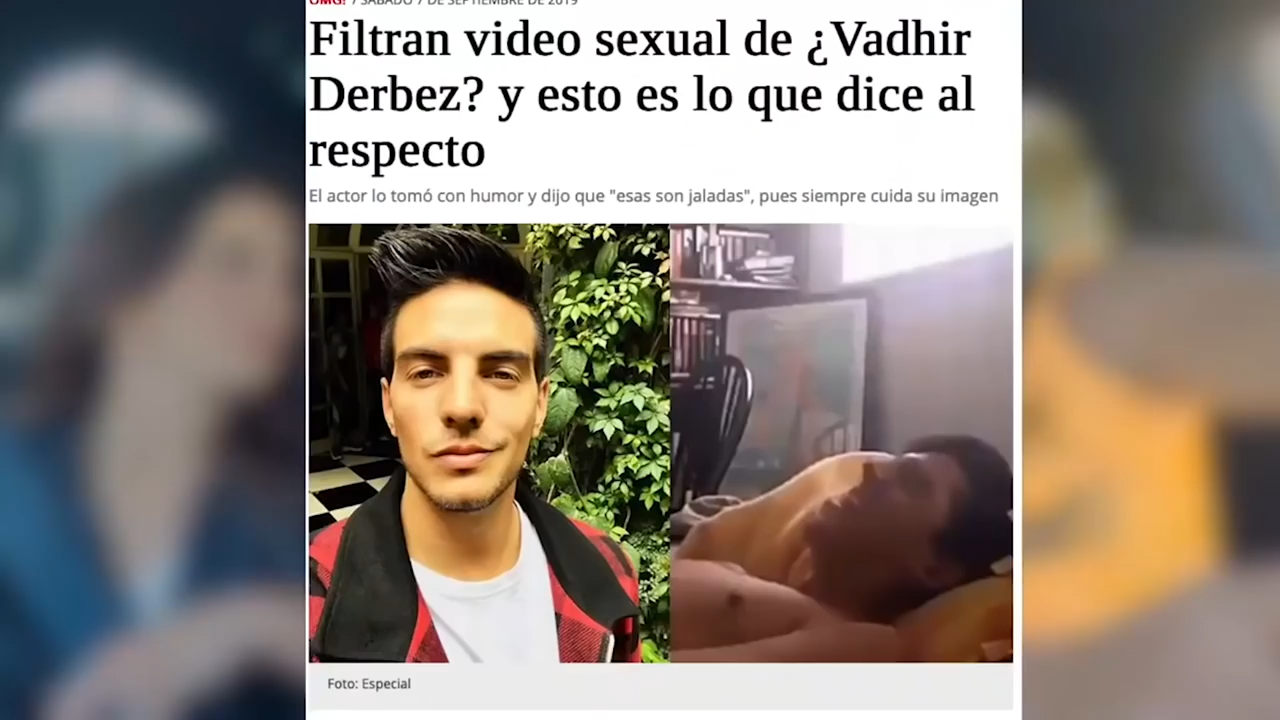 OMG! / SÁBADO 7 DE SEPTIEMBRE DE 2019
Filtran video sexual de ¿Vadhir
Derbez? y esto es lo que dice al
respecto
El actor lo tomó con humor y dijo que "esas son jaladas", pues siempre cuida su imagen
Foto: Especial